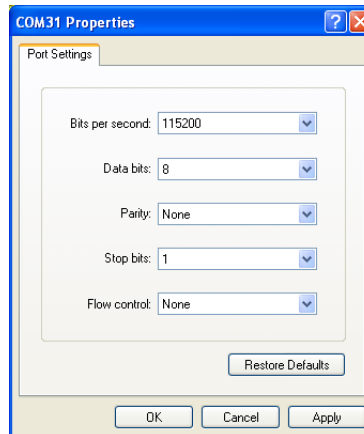 COM31 Properties
Port Settings
Bits per second: 115200
Data bits: 8
Parity: None
Stop bits: 1
Flow control: None
Restore Defaults
OK Cancel Apply